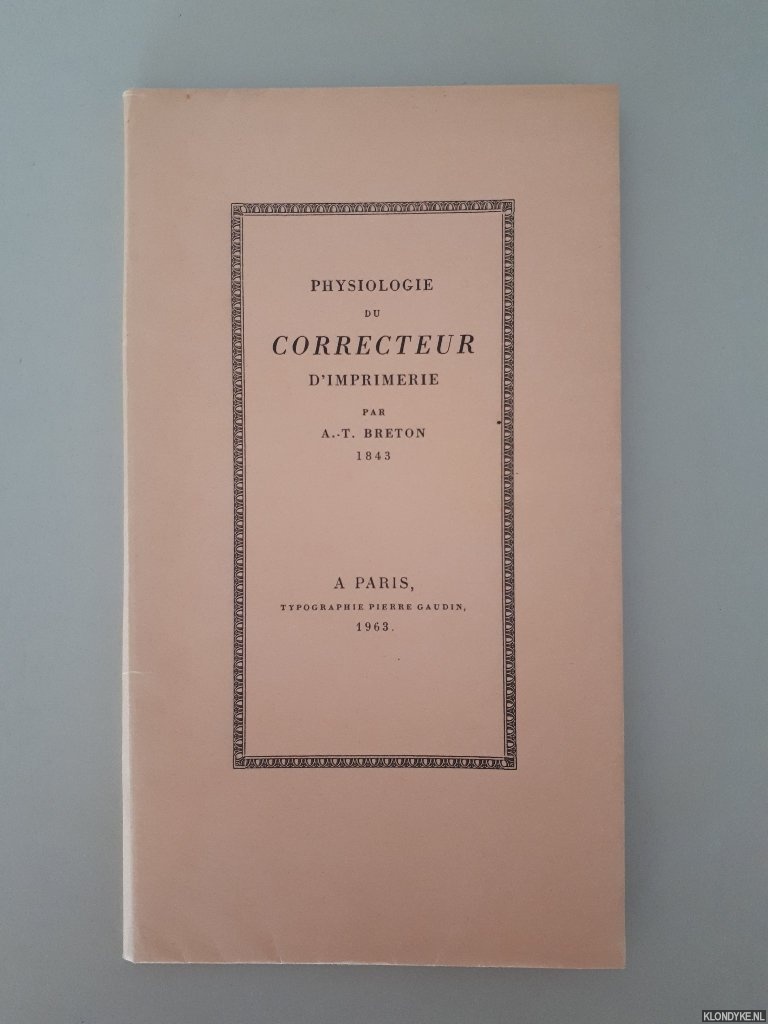 PHYSIOLOGIE
DU
CORRECTEUR
D'IMPRIMERIE
PAR
A.-T. BRETON
1843
A PARIS,
TYPOGRAPHIE PIERRE GAUDIN,
1963.
KLONDYKE.NL